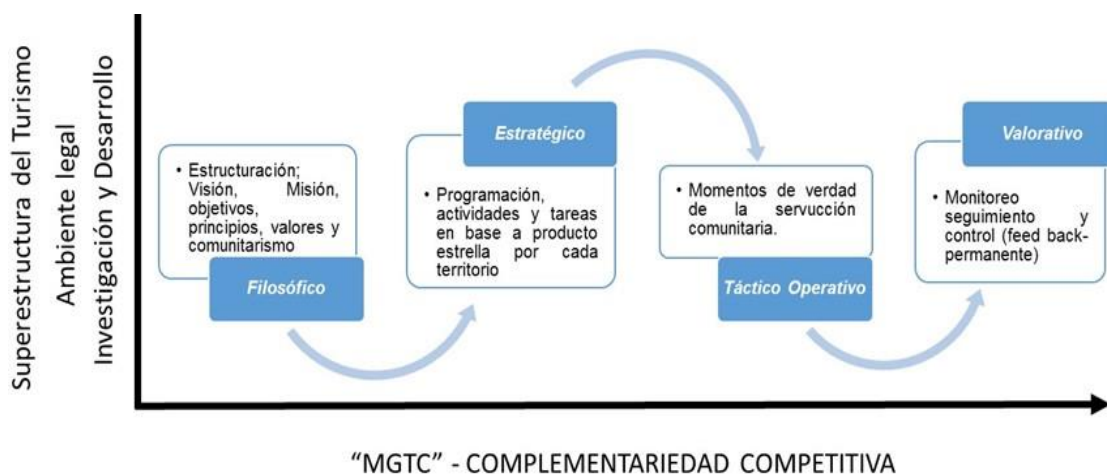 Superestructura del Turismo
Ambiente legal
Investigación y Desarrollo
• Estructuración;
Visión, Misión,
objetivos,
principios, valores y
comunitarismo
Filosófico
Estratégico
• Programación,
actividades y tareas
en base a producto
estrella por cada
territorio
• Momentos de verdad
de la servucción
comunitaria.
Táctico Operativo
Valorativo
• Monitoreo
seguimiento y
control (feed back-
permanente)
“MGTC” - COMPLEMENTARIEDAD COMPETITIVA